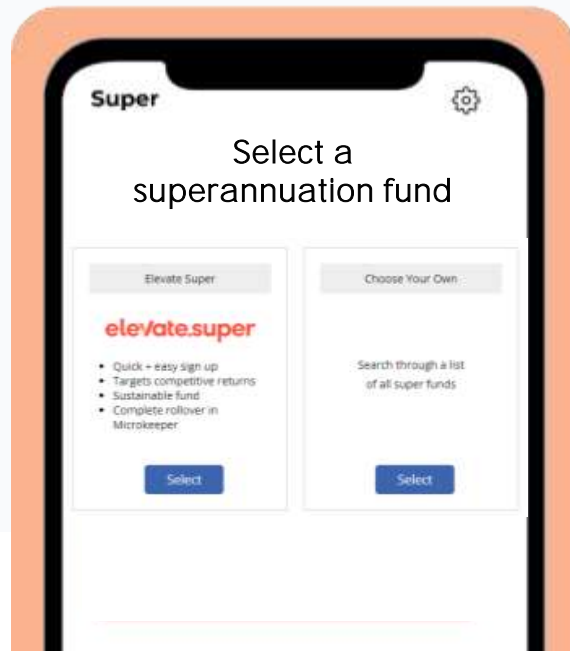 Super
Select a
superannuation fund
Elevate Super
elevate.super
• Quick + easy sign up
• Targets competitive returns
• Sustainable fund
• Complete rollover in
Microkeeper
Select
Choose Your Own
Search through a list
of all super funds
Select